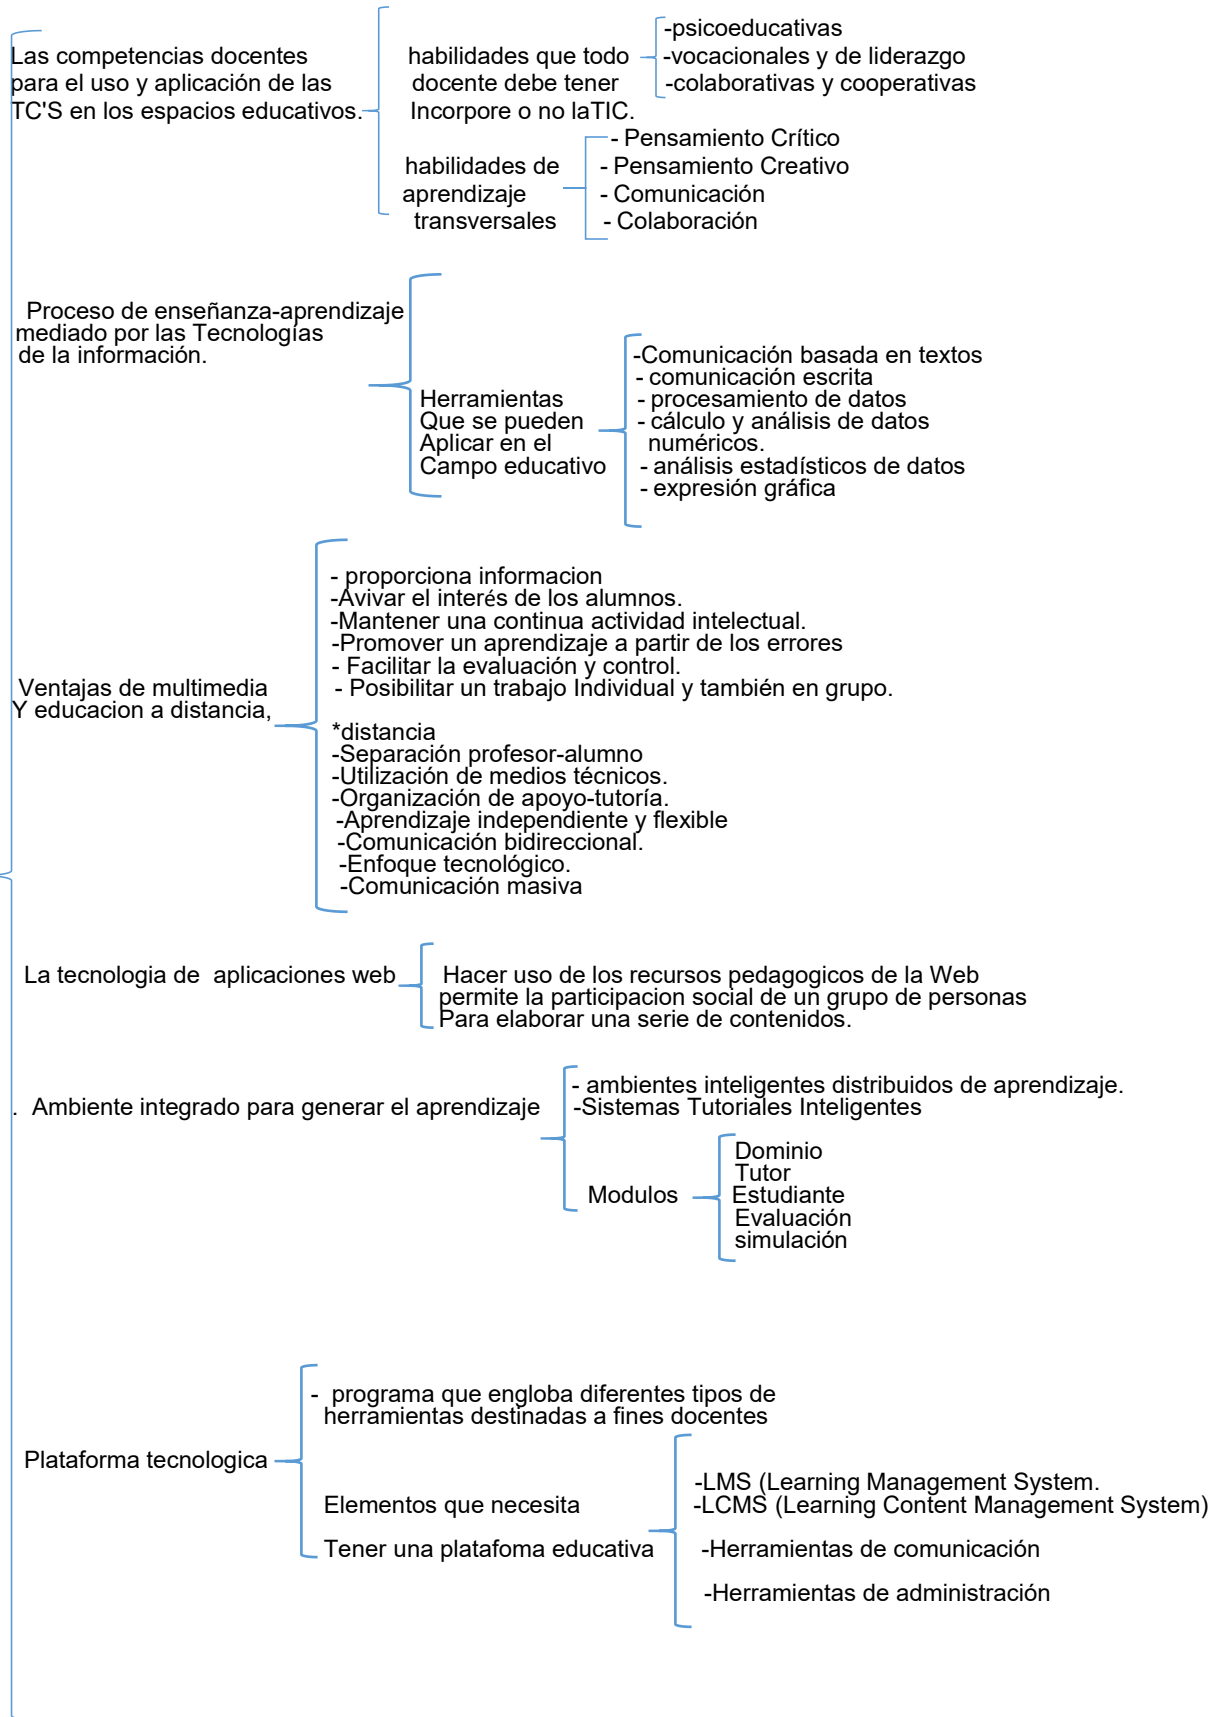 Las competencias docentes
para el uso y aplicación de las
TC'S en los espacios educativos.
habilidades que todo
docente debe tener
Incorpore o no laTIC.
-psicoeducativas
-vocacionales y de liderazgo
-colaborativas y cooperativas
habilidades de
aprendizaje
transversales
- Pensamiento Crítico
- Pensamiento Creativo
- Comunicación
- Colaboración
Proceso de enseñanza-aprendizaje
mediado por las Tecnologías
de la información.
Herramientas
Que se pueden
Aplicar en el
Campo educativo
-Comunicación basada en textos
- comunicación escrita
- procesamiento de datos
- cálculo y análisis de datos
numéricos.
- análisis estadísticos de datos
- expresión gráfica
Ventajas de multimedia
Y educacion a distancia,
- proporciona informacion
-Avivar el interés de los alumnos.
-Mantener una continua actividad intelectual.
-Promover un aprendizaje a partir de los errores
- Facilitar la evaluación y control.
- Posibilitar un trabajo Individual y también en grupo.
*distancia
-Separación profesor-alumno
-Utilización de medios técnicos.
-Organización de apoyo-tutoría.
-Aprendizaje independiente y flexible
-Comunicación bidireccional.
-Enfoque tecnológico.
-Comunicación masiva
La tecnologia de aplicaciones web
Hacer uso de los recursos pedagogicos de la Web
permite la participacion social de un grupo de personas
Para elaborar una serie de contenidos.
. Ambiente integrado para generar el aprendizaje
- ambientes inteligentes distribuidos de aprendizaje.
-Sistemas Tutoriales Inteligentes
Modulos
Dominio
Tutor
Estudiante
Evaluación
simulación
Plataforma tecnologica
- programa que engloba diferentes tipos de
herramientas destinadas a fines docentes
Elementos que necesita
Tener una platafoma educativa
-LMS (Learning Management System.
-LCMS (Learning Content Management System)
-Herramientas de comunicación
-Herramientas de administración